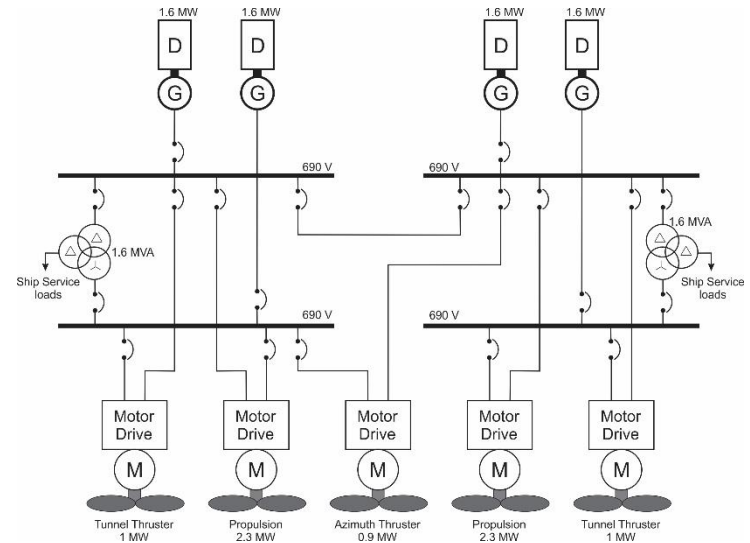 1.6 MW
1.6 MW
1.6 MW
1.6 MW
D
D
D
D
G
G
G
G
690 V
690 V
1.6 MVA
1.6 MVA
Ship Service
loads
Ship Service
loads
690 V
690 V
Motor
Drive
Motor
Drive
Motor
Drive
Motor
Drive
Motor
Drive
M
M
M
M
M
Tunnel Thruster
1 MW
Propulsion
2.3 MW
Azimuth Thruster
0.9 MW
Propulsion
2.3 MW
Tunnel Thruster
1 MW